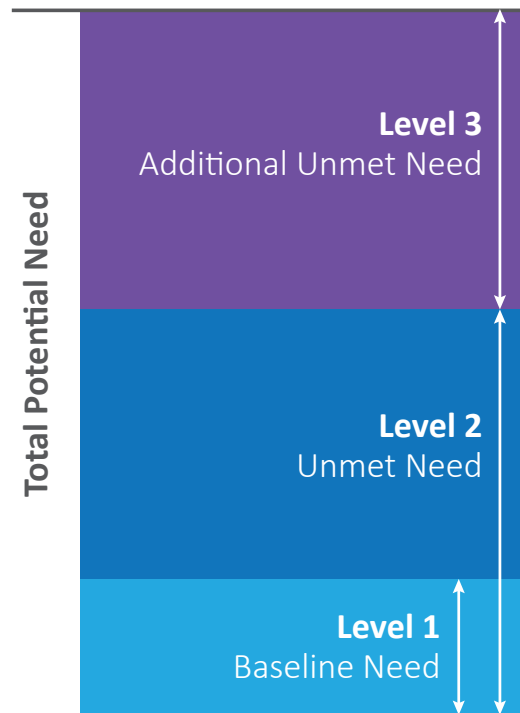 Total Potential Need
Level 3
Additional Unmet Need
Level 2
Unmet Need
Level 1
Baseline Need